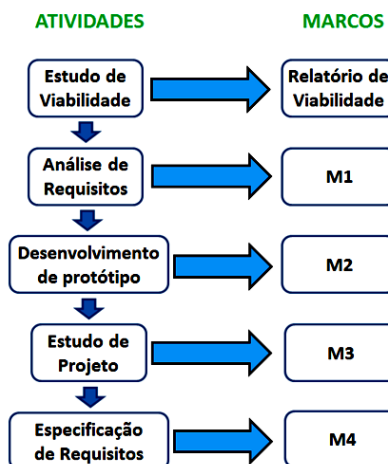 ATIVIDADES
MARCOS
Estudo de
Viabilidade
Relatório de
Viabilidade
Análise de
Requisitos
M1
Desenvolvimento
de protótipo
M2
Estudo de
Projeto
M3
Especificação
de Requisitos
M4